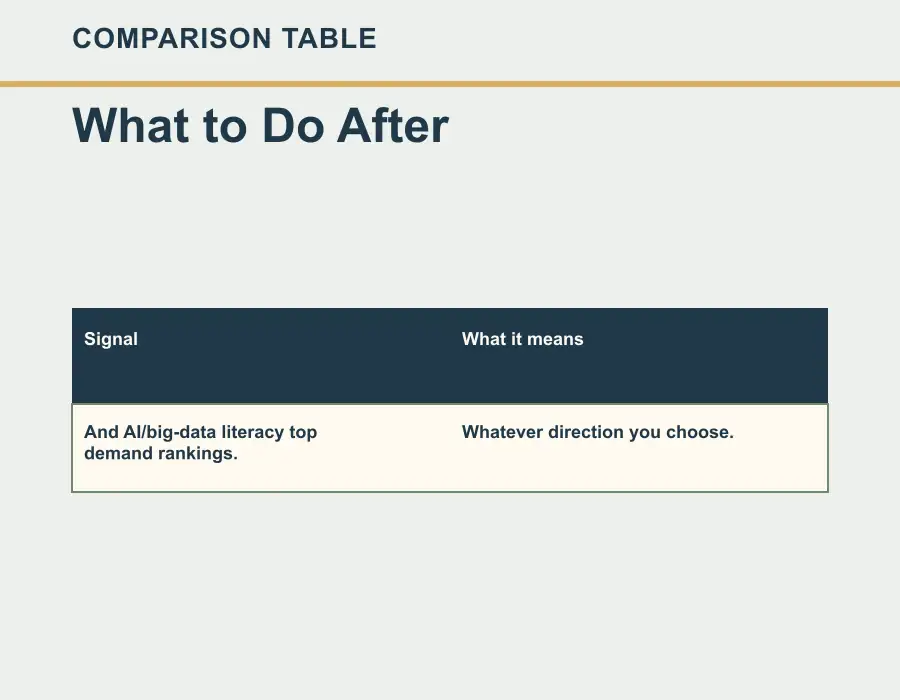 COMPARISON TABLE
What to Do After
Signal
What it means
And AI/big-data literacy top
demand rankings.
Whatever direction you choose.